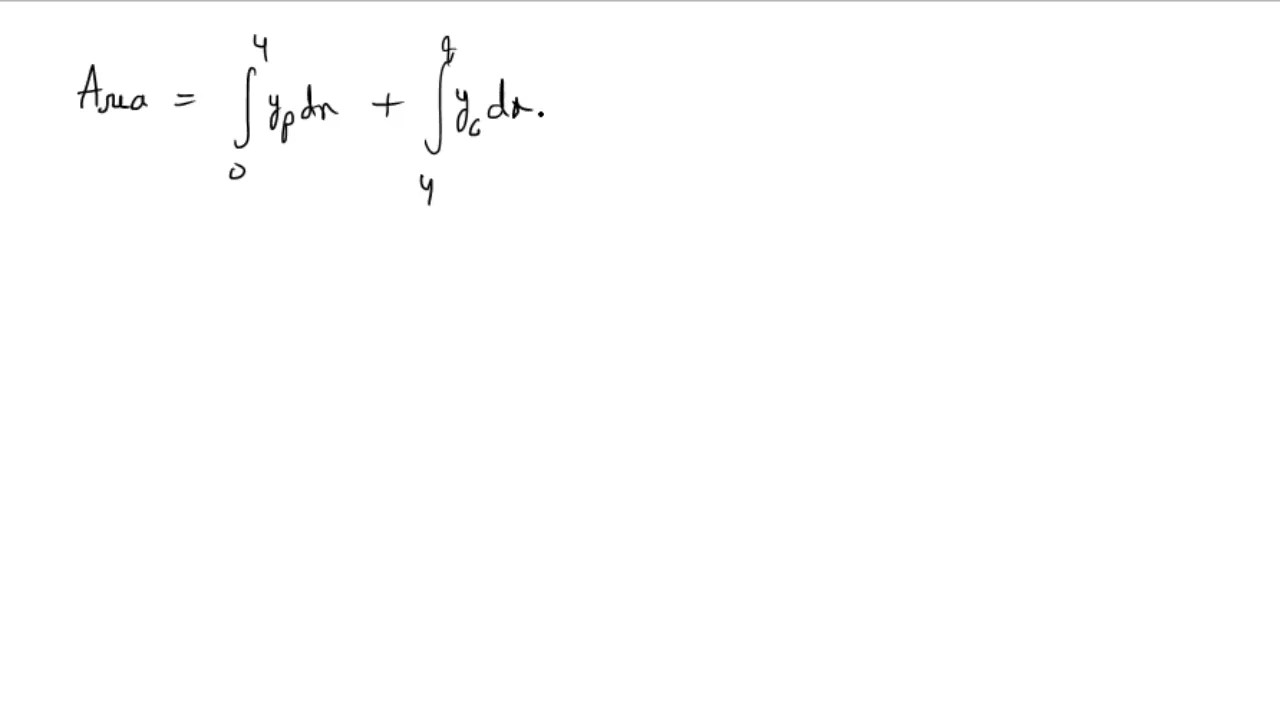 Area = ∫₀⁴ y_p dx + ∫₄ y_c dx.